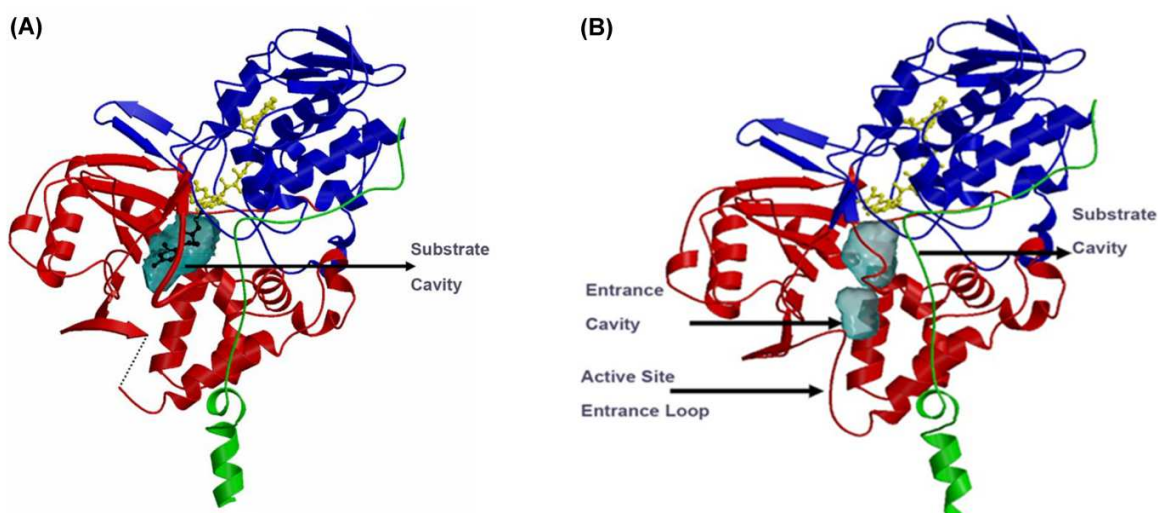 (A)
Substrate
Cavity
(B)
Substrate
Cavity
Entrance
Cavity
Active Site
Entrance Loop